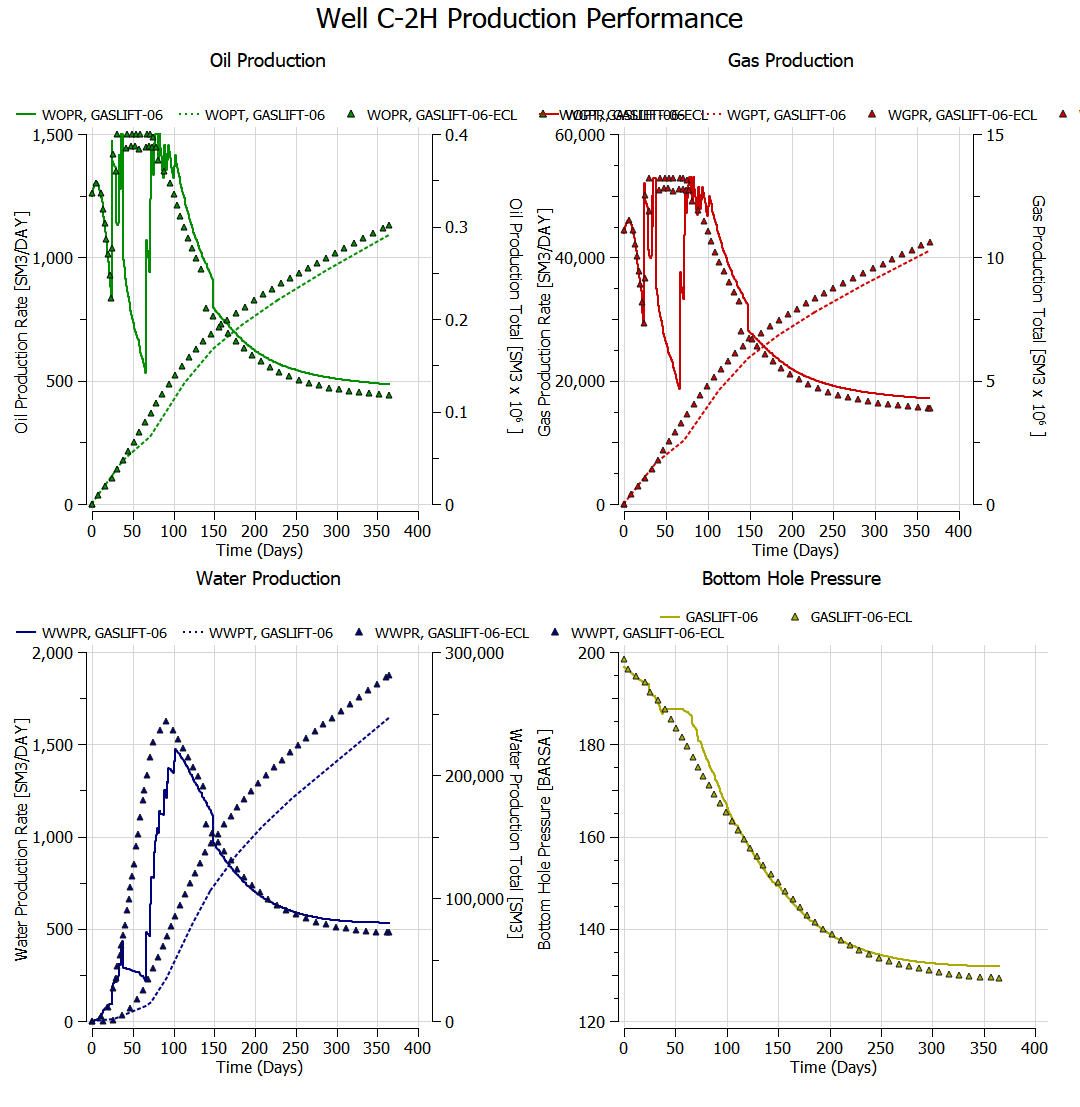 Well C-2H Production Performance
Oil Production
WOPR, GASLIFT-06 WOPT, GASLIFT-06 WOPR, GASLIFT-06-ECL WOPT, GASLIFT-06-ECL
1,500
1,000
500
0
Oil Production Rate [SM3/DAY]
0.4
0.3
0.2
0.1
0
Oil Production Total [SM3 x 10⁶ ]
0 50 100 150 200 250 300 350 400
Time (Days)
Gas Production
WGPR, GASLIFT-06 WGPT, GASLIFT-06 WGPR, GASLIFT-06-ECL WG
60,000
40,000
20,000
0
Gas Production Rate [SM3/DAY]
15
10
5
0
Gas Production Total [SM3 x 10⁶ ]
0 50 100 150 200 250 300 350 400
Time (Days)
Water Production
WWPR, GASLIFT-06 WWPT, GASLIFT-06 WWPR, GASLIFT-06-ECL WWPT, GASLIFT-06-ECL
2,000
1,500
1,000
500
0
Water Production Rate [SM3/DAY]
300,000
200,000
100,000
0
Water Production Total [SM3]
0 50 100 150 200 250 300 350 400
Time (Days)
Bottom Hole Pressure
GASLIFT-06 GASLIFT-06-ECL
200
180
160
140
120
Bottom Hole Pressure [BARSA]
0 50 100 150 200 250 300 350 400
Time (Days)